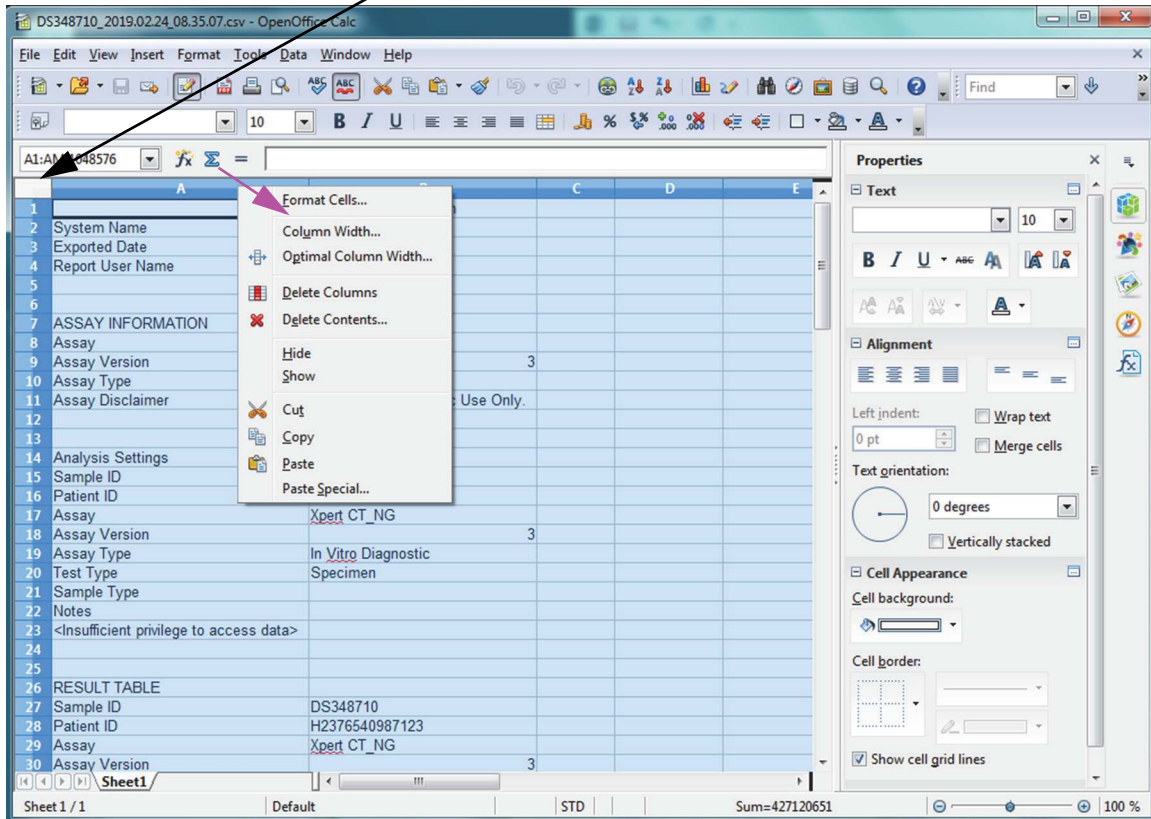 DS348710_2019.02.24_08.35.07.csv - OpenOffice Calc
File Edit View Insert Format Tools Data Window Help
ABC ABC Find
10 B I U
A1:AM 048576 fx Σ =
A C D E
1
2 System Name
3 Exported Date
4 Report User Name
5
6
7 ASSAY INFORMATION
8 Assay
9 Assay Version 3
10 Assay Type
11 Assay Disclaimer Use Only.
12
13
14 Analysis Settings
15 Sample ID
16 Patient ID
17 Assay Xpert CT_NG
18 Assay Version 3
19 Assay Type In Vitro Diagnostic
20 Test Type Specimen
21 Sample Type
22 Notes
23 <Insufficient privilege to access data>
24
25
26 RESULT TABLE
27 Sample ID DS348710
28 Patient ID H2376540987123
29 Assay Xpert CT_NG
30 Assay Version 3
Format Cells...
Column Width...
Optimal Column Width...
Delete Columns
Delete Contents...
Hide
Show
Cut
Copy
Paste
Paste Special...
Properties
Text
10
B I U ABC
Alignment
Left indent: Wrap text
0 pt Merge cells
Text orientation:
0 degrees
Vertically stacked
Cell Appearance
Cell background:
Cell border:
Show cell grid lines
Sheet1
Sheet 1 / 1 Default STD Sum=427120651 100 %